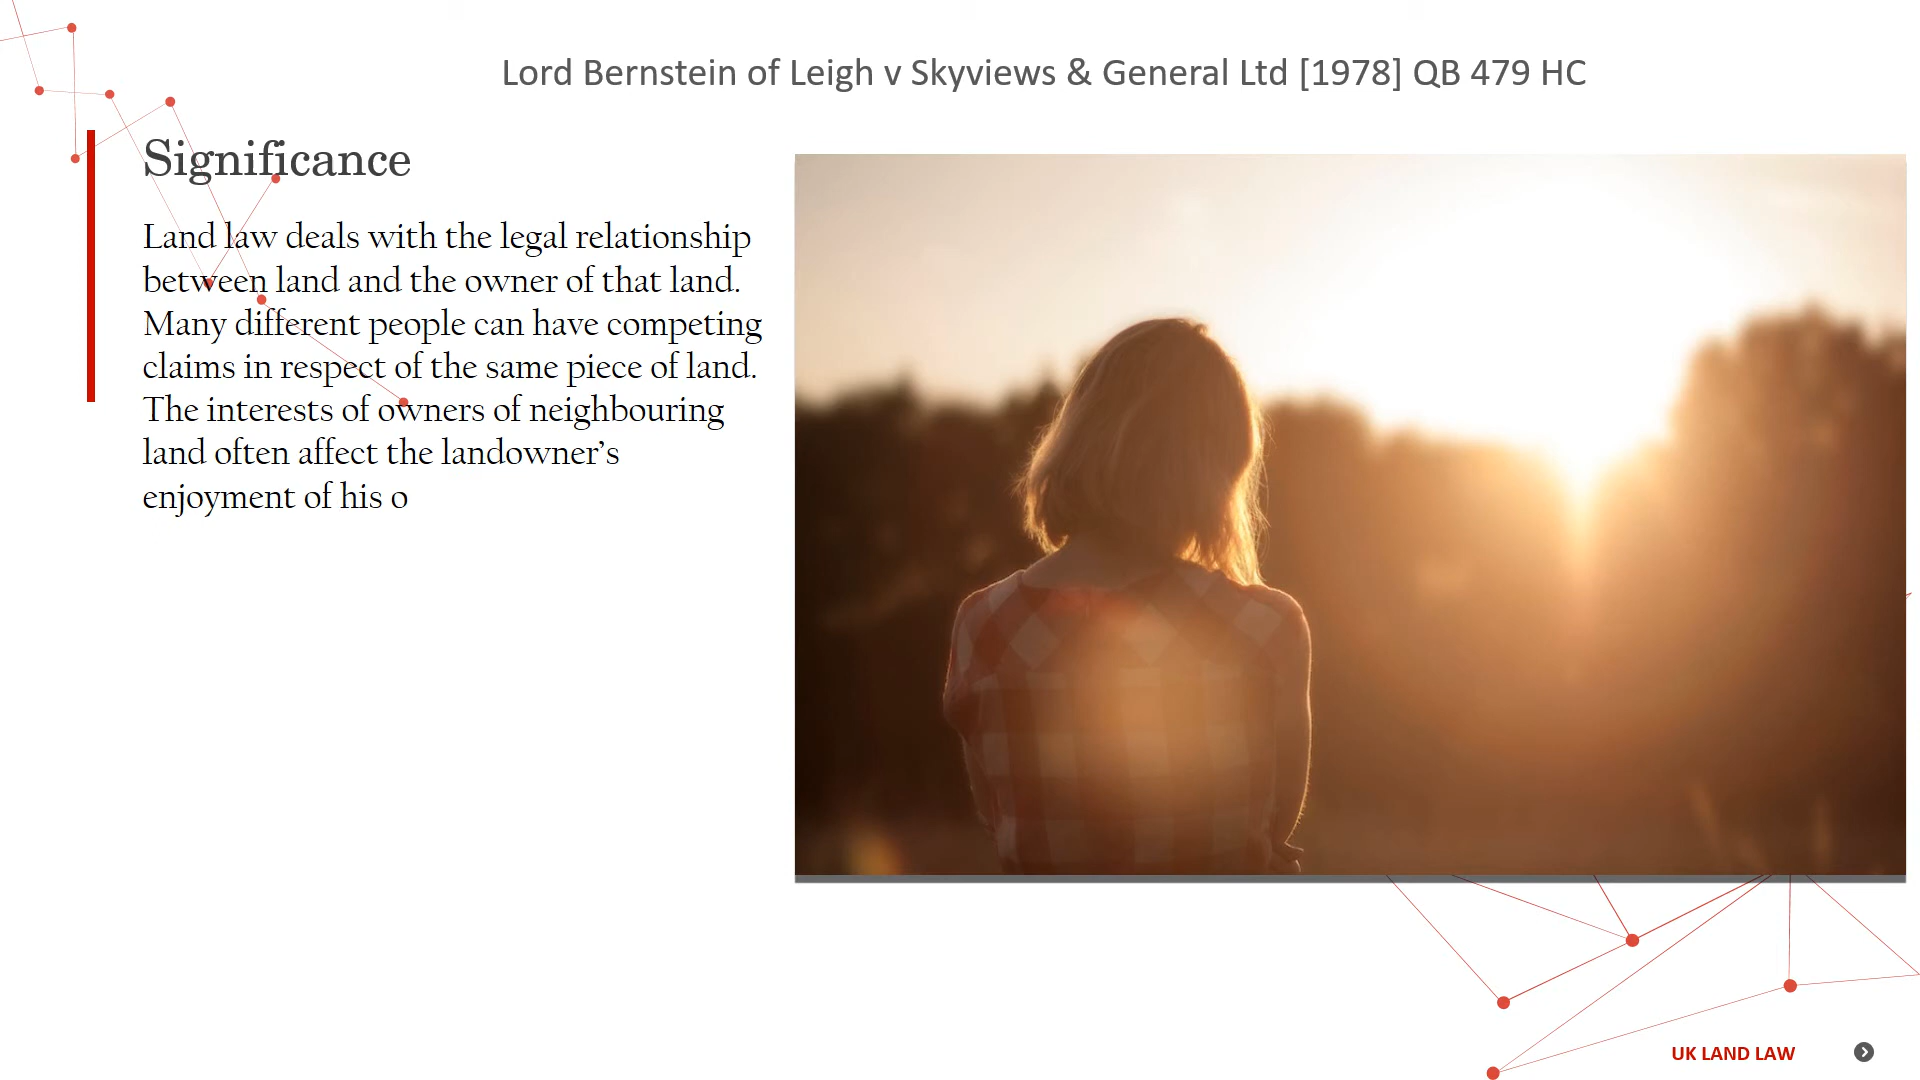 Lord Bernstein of Leigh v Skyviews & General Ltd [1978] QB 479 HC
Significance
Land law deals with the legal relationship
between land and the owner of that land.
Many different people can have competing
claims in respect of the same piece of land.
The interests of owners of neighbouring
land often affect the landowner’s
enjoyment of his o
UK LAND LAW